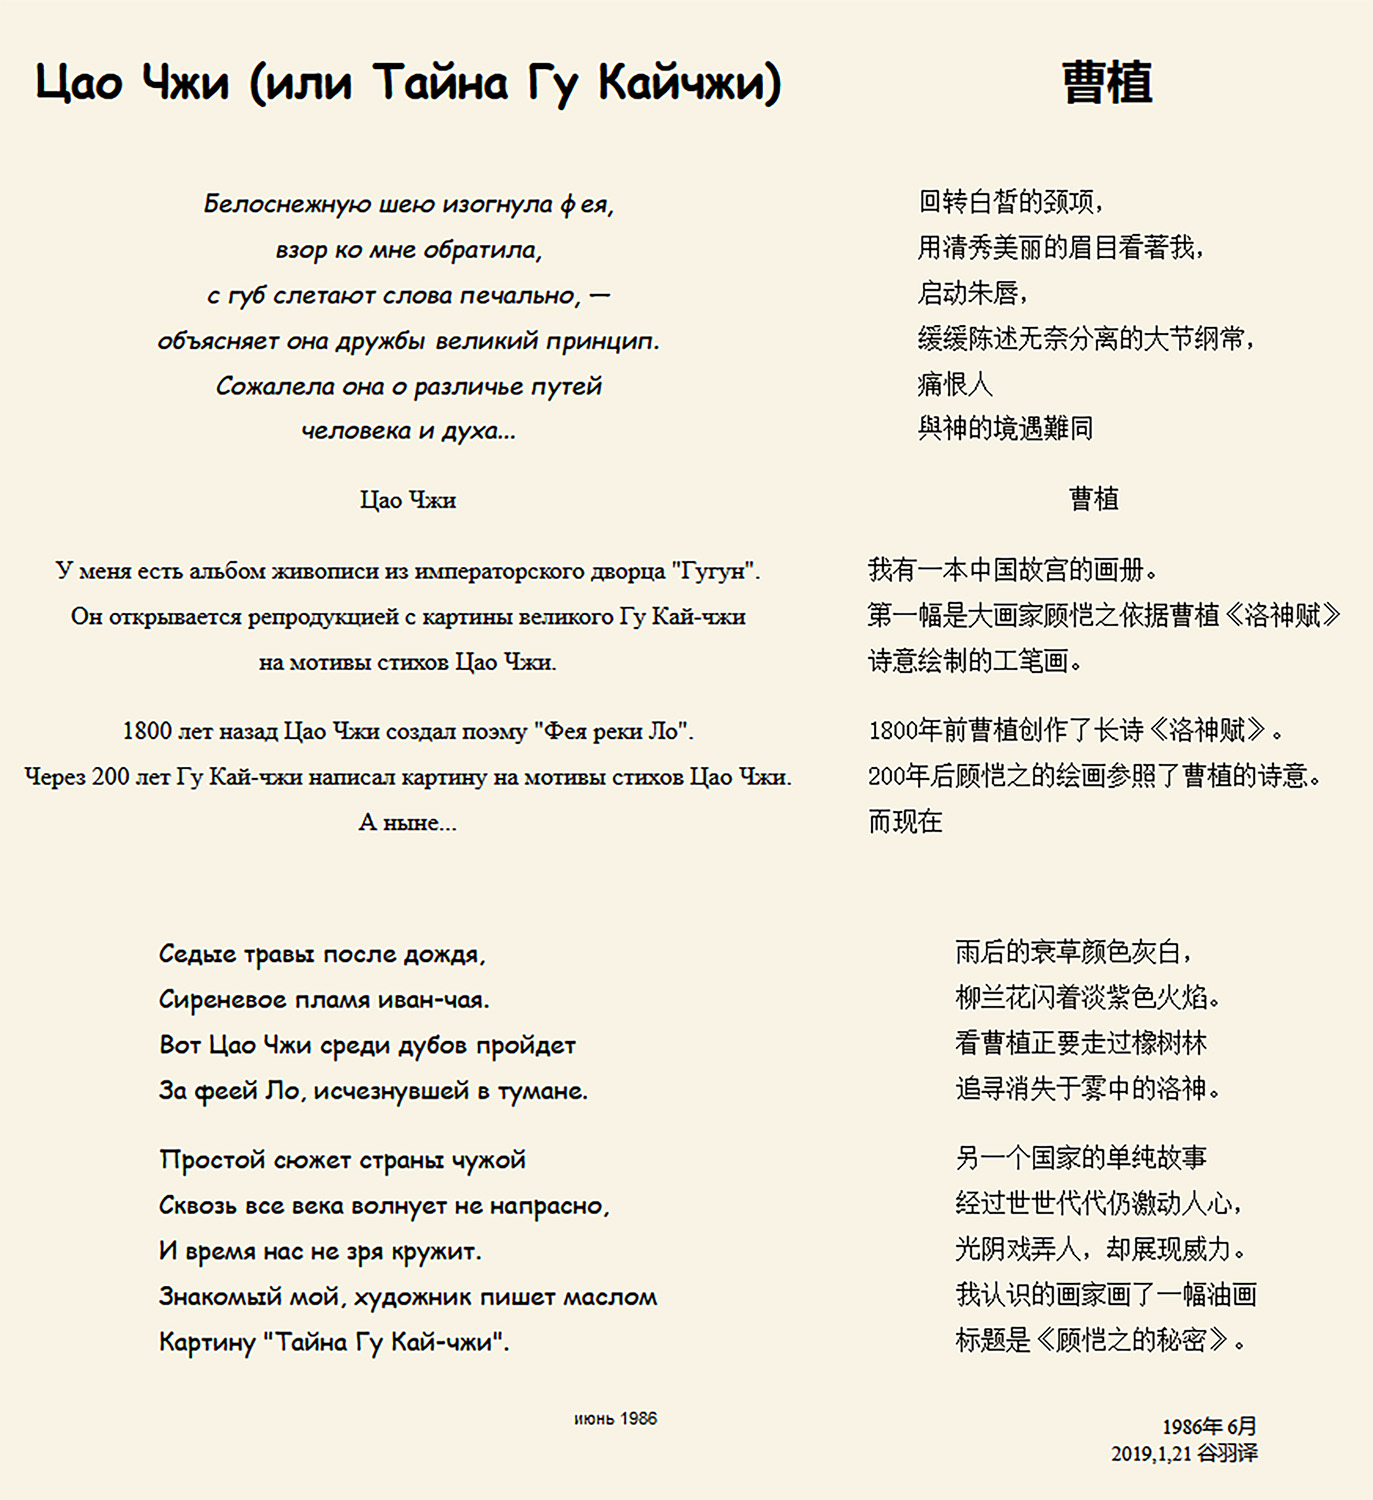 Цао Чжи (или Тайна Гу Кайчжи)
Белоснежную шею изогнула фея,
взор ко мне обратила,
с губ слетают слова печально, —
объясняет она дружбы великий принцип.
Сожалела она о различье путей
человека и духа...
Цао Чжи
У меня есть альбом живописи из императорского дворца "Гугун".
Он открывается репродукцией с картины великого Гу Кай-чжи
на мотивы стихов Цао Чжи.
1800 лет назад Цао Чжи создал поэму "Фея реки Ло".
Через 200 лет Гу Кай-чжи написал картину на мотивы стихов Цао Чжи.
А ныне...
Седые травы после дождя,
Сиреневое пламя иван-чая.
Вот Цао Чжи среди дубов пройдет
За феей Ло, исчезнувшей в тумане.
Простой сюжет страны чужой
Сквозь все века волнует не напрасно,
И время нас не зря кружит.
Знакомый мой, художник пишет маслом
Картину "Тайна Гу Кай-чжи".
июнь 1986
曹植
回转白皙的颈项，
用清秀美丽的眉目看著我，
启动朱唇，
缓缓陈述无奈分离的大节纲常，
痛恨人
與神的境遇難同
曹植
我有一本中国故宫的画册。
第一幅是大画家顾恺之依据曹植《洛神赋》
诗意绘制的工笔画。
1800年前曹植创作了长诗《洛神赋》。
200年后顾恺之的绘画参照了曹植的诗意。
而现在
雨后的衰草颜色灰白，
柳兰花闪着淡紫色火焰。
看曹植正要走过橡树林
追寻消失于雾中的洛神。
另一个国家的单纯故事
经过世世代代仍激动人心，
光阴戏弄人，却展现威力。
我认识的画家画了一幅油画
标题是《顾恺之的秘密》。
1986年 6月
2019,1,21 谷羽译